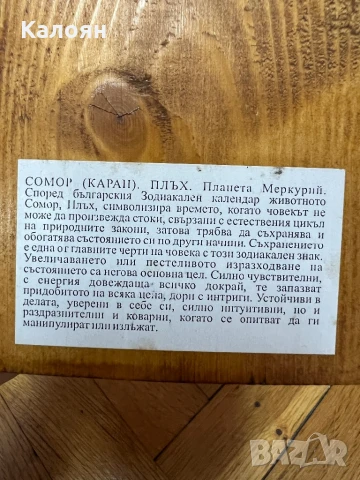 Калоян
СОМОР (КАРАП). ПЛЪХ. Планета Меркурий.
Според българския Зодиакален календар животното
Сомор, Плъх, символизира времето, когато човекът не
може да произвежда стоки, свързани с естествения цикъл
на природните закони, затова трябва да съхранява и
обогатява състоянието си по други начини. Съхранението
е една от главните черти на човека с този зодиакален знак.
Увеличаването или пестеливото изразходване на
състоянието са негова основна цел. Силно чувствителни,
с енергия довеждаща всичко докрай, те запазват
придобитото на всяка цена, дори с интриги. Устойчиви в
делата, уверени в себе си, силно интуитивни, но и
раздразнителни и коварни, когато се опитват да ги
манипулират или излъжат.
BAZAR